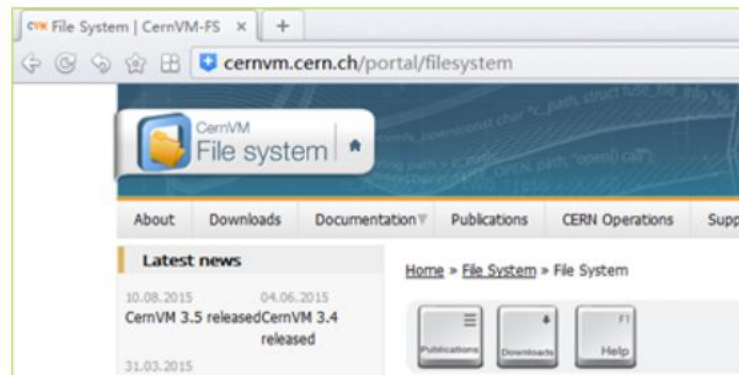 CVM File System | CernVM-FS × +
cernvm.cern.ch/portal/filesystem
CernVM
File system
About Downloads Documentation Publications CERN Operations Supp
Latest news
Home » File System » File System
10.08.2015 04.06.2015
CernVM 3.5 released CernVM 3.4
released
31.03.2015
Publications Downloads F1
Help